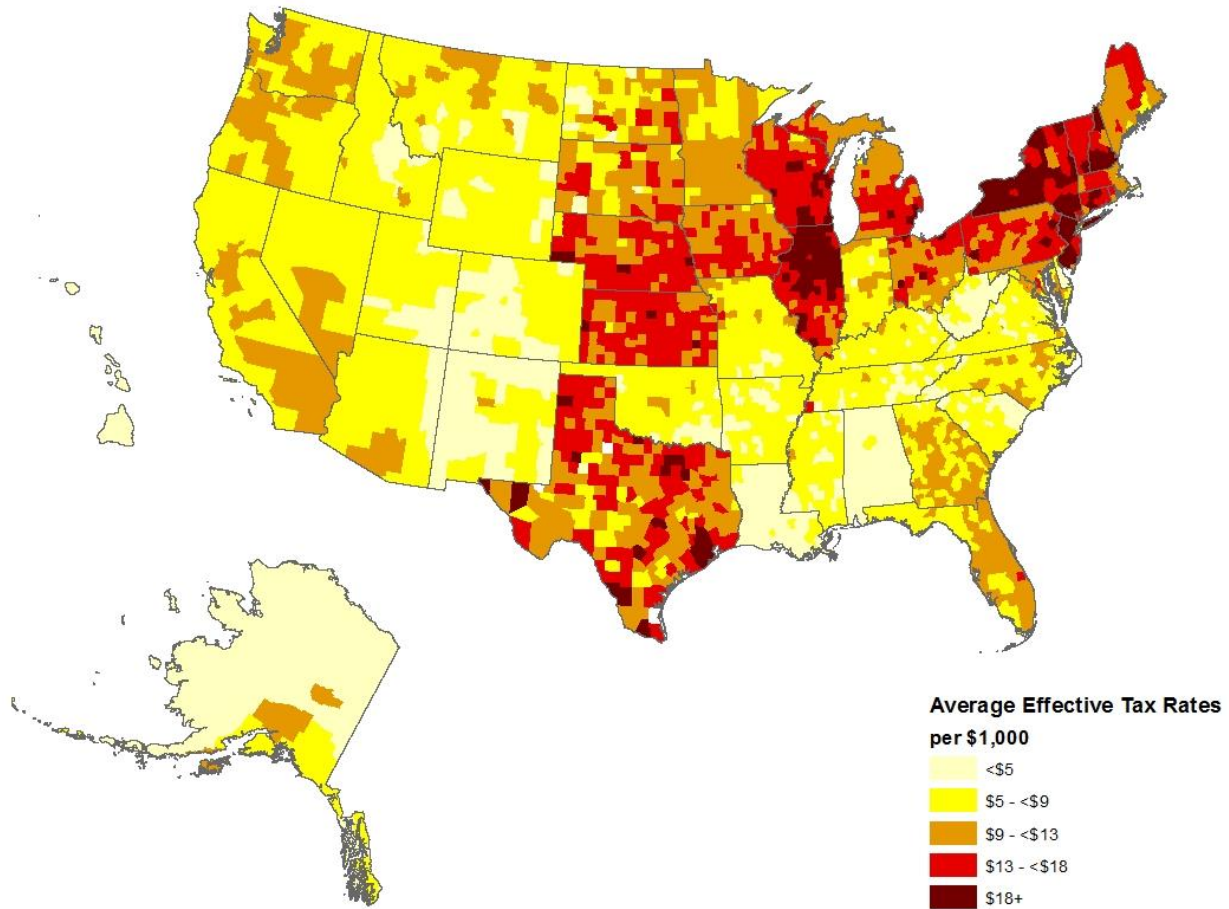 Average Effective Tax Rates
per $1,000
<$5
$5 - <$9
$9 - <$13
$13 - <$18
$18+